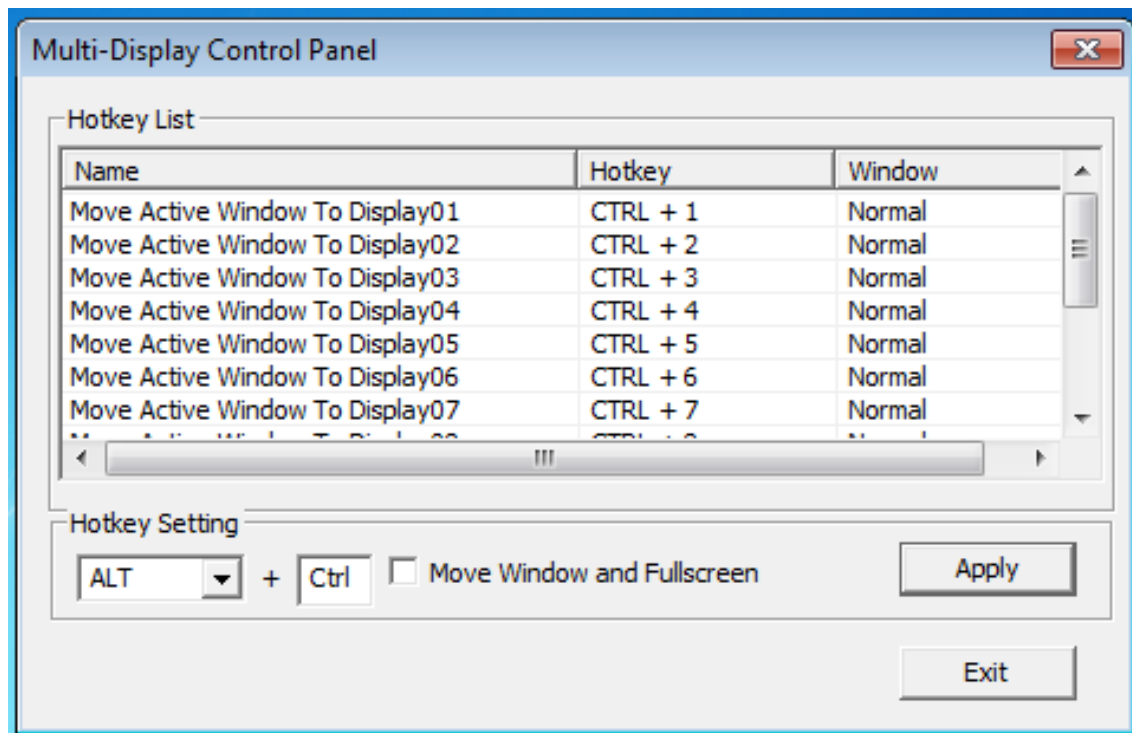 Multi-Display Control Panel
Hotkey List
Name Hotkey Window
Move Active Window To Display01 CTRL + 1 Normal
Move Active Window To Display02 CTRL + 2 Normal
Move Active Window To Display03 CTRL + 3 Normal
Move Active Window To Display04 CTRL + 4 Normal
Move Active Window To Display05 CTRL + 5 Normal
Move Active Window To Display06 CTRL + 6 Normal
Move Active Window To Display07 CTRL + 7 Normal
Hotkey Setting
ALT + Ctrl Move Window and Fullscreen Apply
Exit